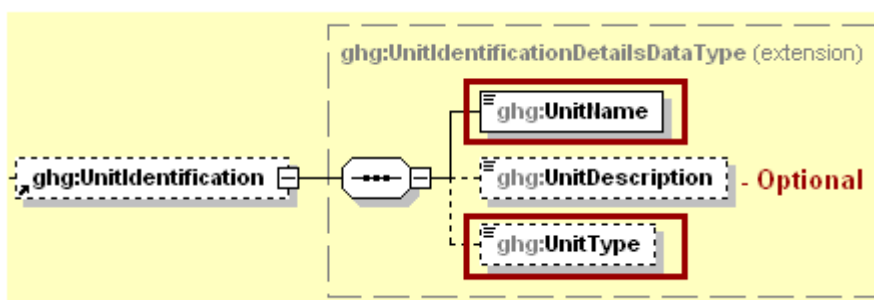 ghg:UnitIdentificationDetailsDataType (extension)
ghg:UnitName
ghg:UnitIdentification
ghg:UnitDescription - Optional
ghg:UnitType